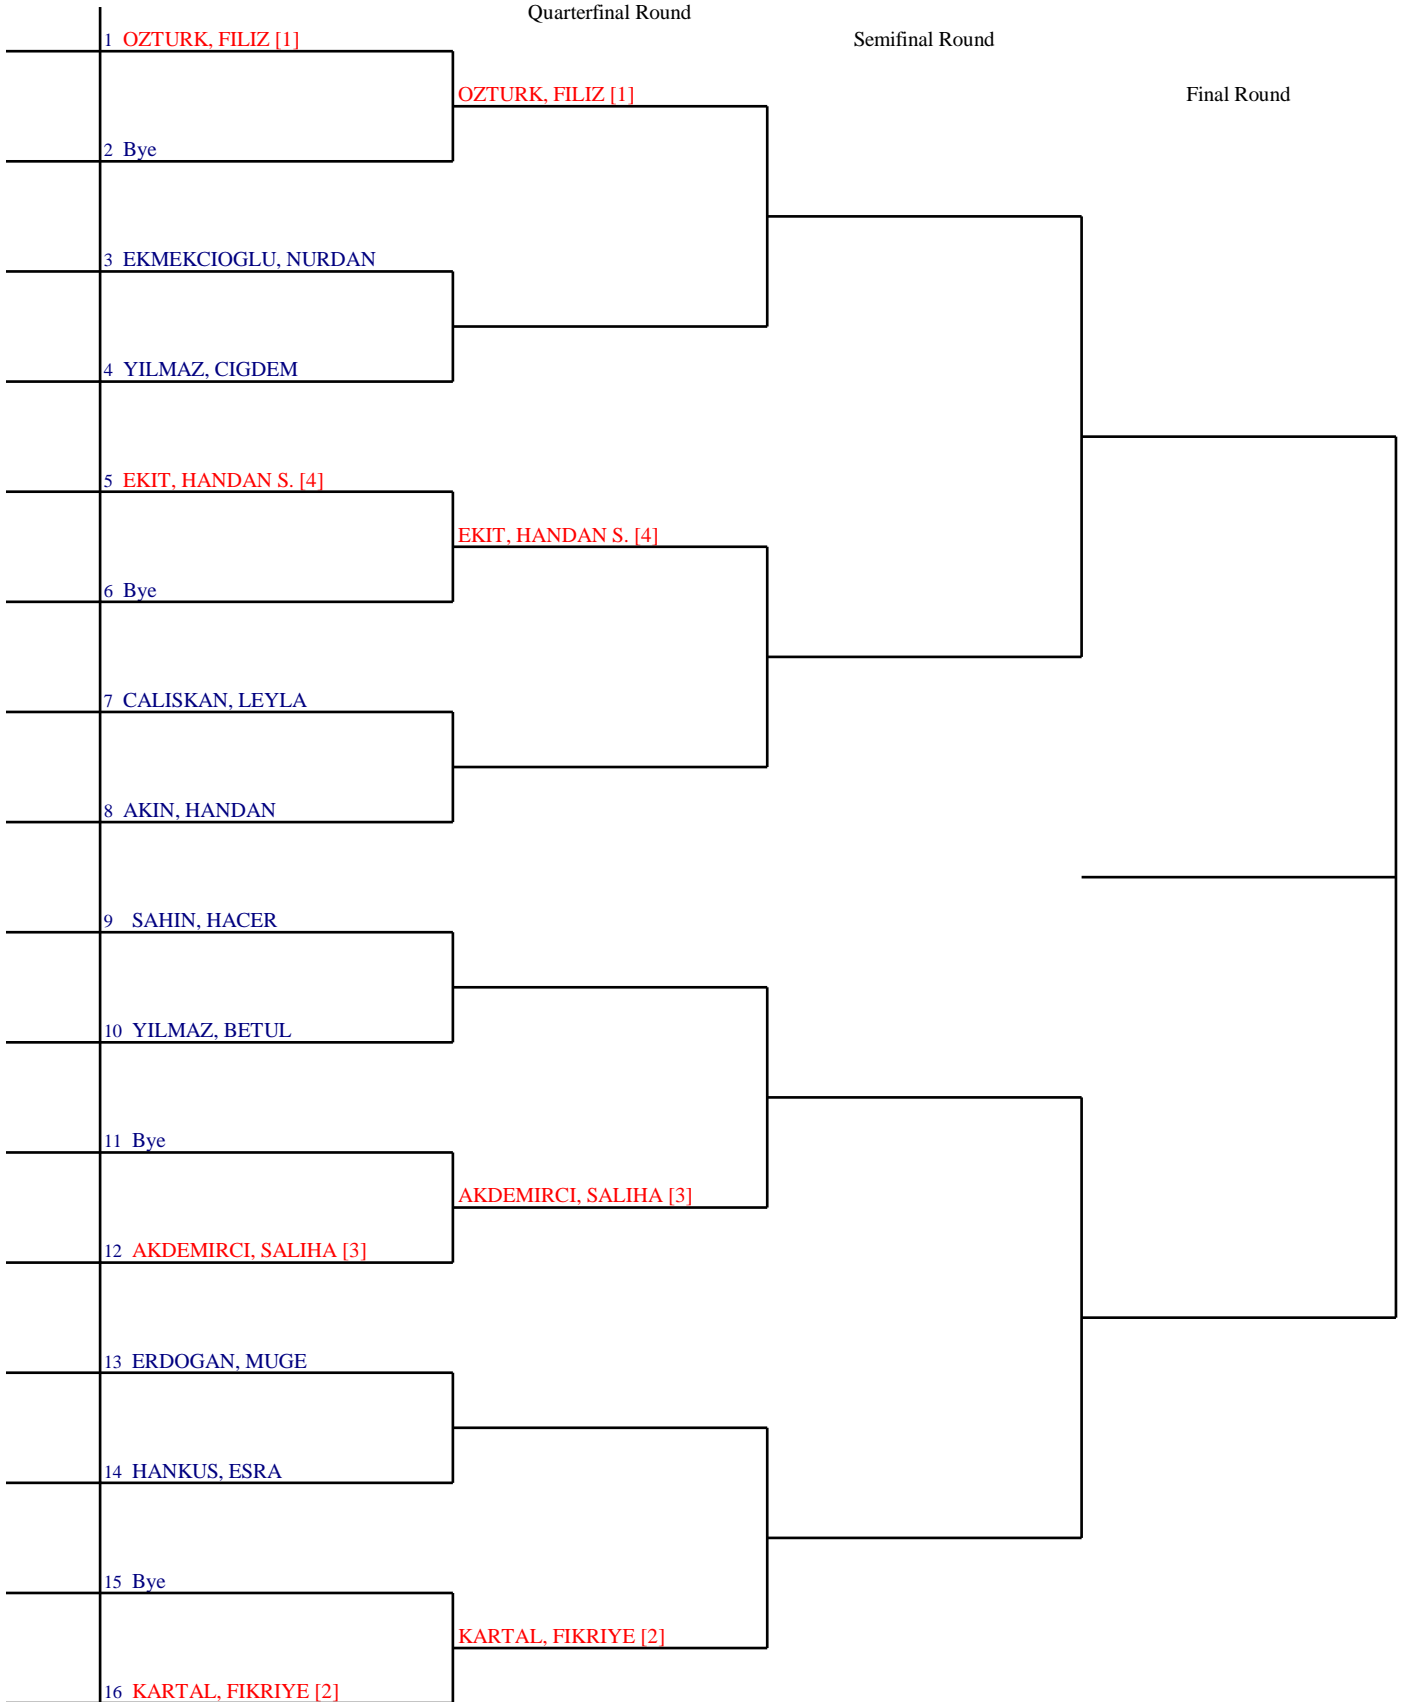 Quarterfinal Round
1 OZTURK, FILIZ [1]
Semifinal Round
OZTURK, FILIZ [1]
Final Round
2 Bye
3 EKMEKCIOGLU, NURDAN
4 YILMAZ, CIGDEM
5 EKIT, HANDAN S. [4]
EKIT, HANDAN S. [4]
6 Bye
7 CALISKAN, LEYLA
8 AKIN, HANDAN
9 SAHIN, HACER
10 YILMAZ, BETUL
11 Bye
AKDEMIRCI, SALIHA [3]
12 AKDEMIRCI, SALIHA [3]
13 ERDOGAN, MUGE
14 HANKUS, ESRA
15 Bye
KARTAL, FIKRIYE [2]
16 KARTAL, FIKRIYE [2]